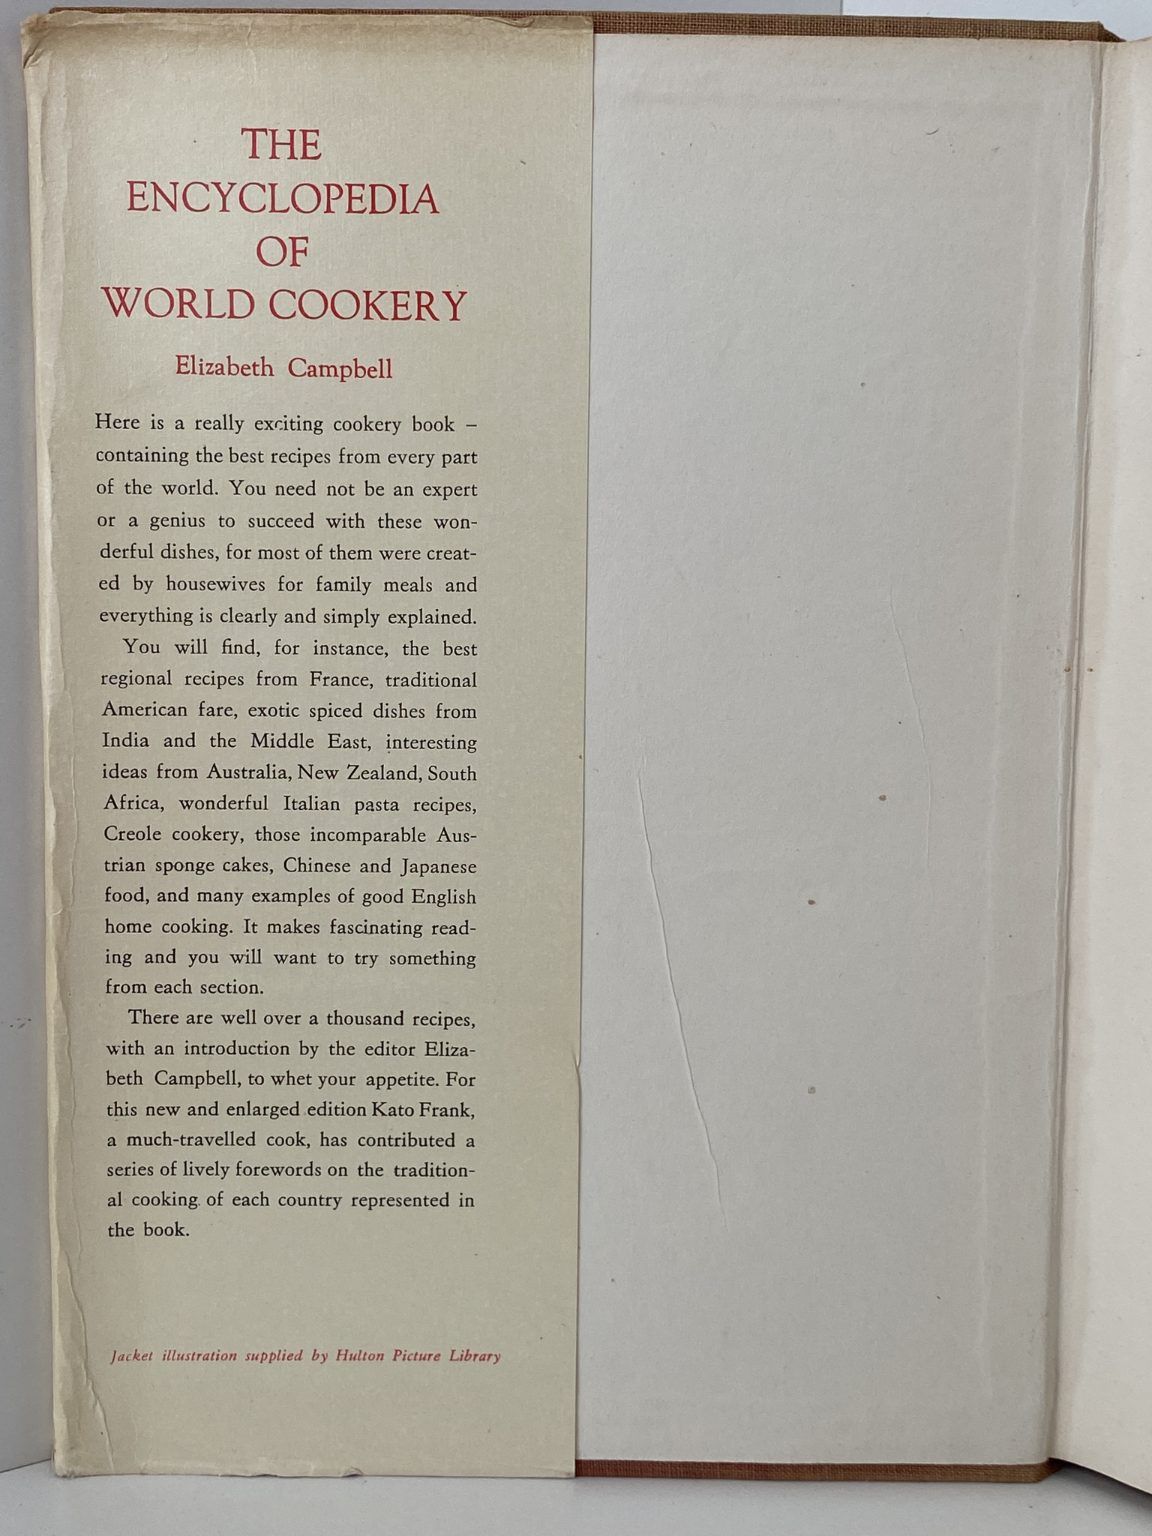 THE
ENCYCLOPEDIA
OF
WORLD COOKERY
Elizabeth Campbell
Here is a really exciting cookery book –
containing the best recipes from every part
of the world. You need not be an expert
or a genius to succeed with these won-
derful dishes, for most of them were creat-
ed by housewives for family meals and
everything is clearly and simply explained.
You will find, for instance, the best
regional recipes from France, traditional
American fare, exotic spiced dishes from
India and the Middle East, interesting
ideas from Australia, New Zealand, South
Africa, wonderful Italian pasta recipes,
Creole cookery, those incomparable Aus-
trian sponge cakes, Chinese and Japanese
food, and many examples of good English
home cooking. It makes fascinating read-
ing and you will want to try something
from each section.
There are well over a thousand recipes,
with an introduction by the editor Eliza-
beth Campbell, to whet your appetite. For
this new and enlarged edition Kato Frank,
a much-travelled cook, has contributed a
series of lively forewords on the tradition-
al cooking of each country represented in
the book.
Jacket illustration supplied by Hulton Picture Library